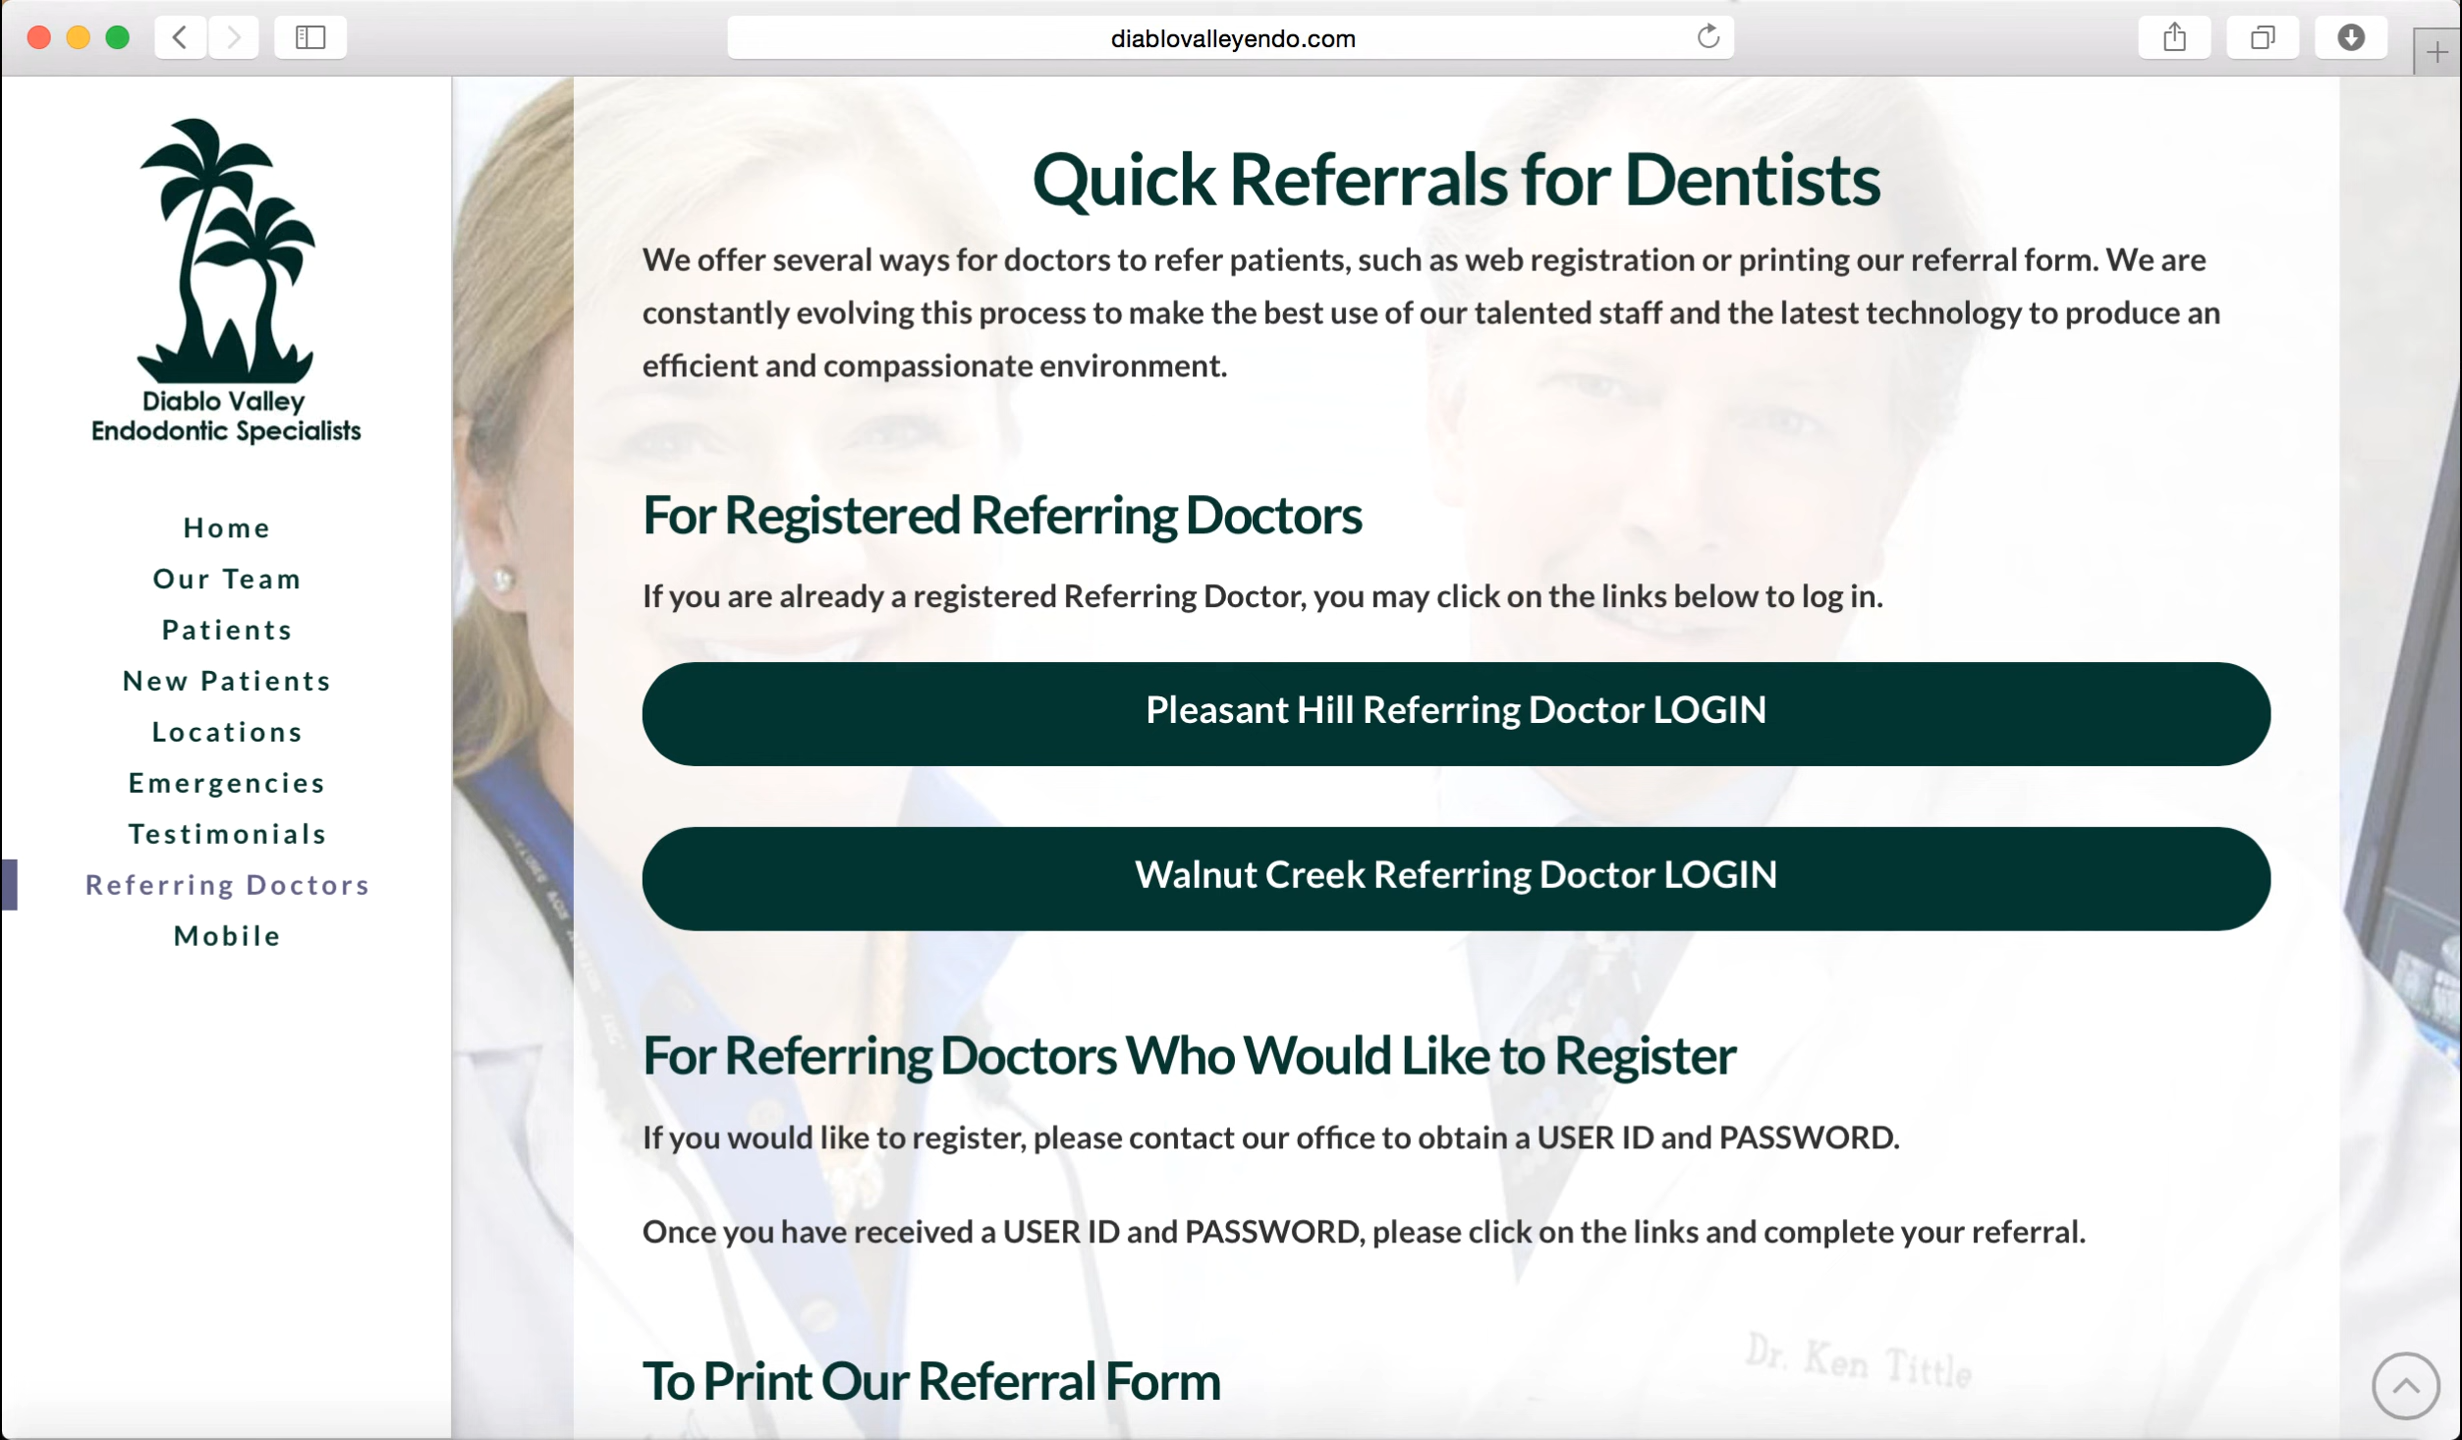 diablovalleyendo.com
Diablo Valley
Endodontic Specialists
Home
Our Team
Patients
New Patients
Locations
Emergencies
Testimonials
Referring Doctors
Mobile
Quick Referrals for Dentists
We offer several ways for doctors to refer patients, such as web registration or printing our referral form. We are
constantly evolving this process to make the best use of our talented staff and the latest technology to produce an
efficient and compassionate environment.
For Registered Referring Doctors
If you are already a registered Referring Doctor, you may click on the links below to log in.
Pleasant Hill Referring Doctor LOGIN
Walnut Creek Referring Doctor LOGIN
For Referring Doctors Who Would Like to Register
If you would like to register, please contact our office to obtain a USER ID and PASSWORD.
Once you have received a USER ID and PASSWORD, please click on the links and complete your referral.
Dr. Ken Tittle
To Print Our Referral Form